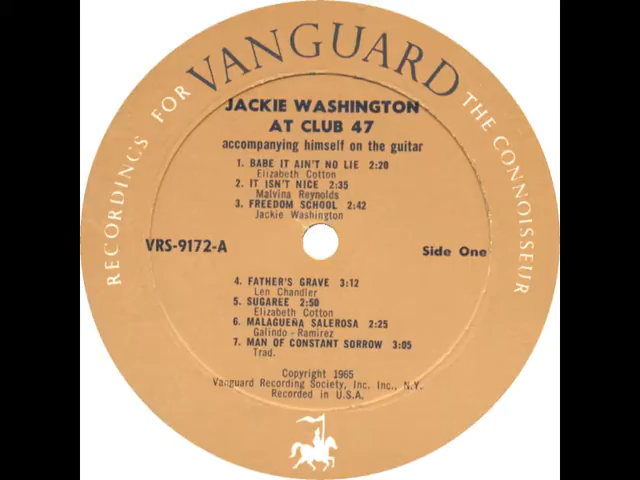 VANGUARD
RECORDINGS FOR THE CONNOISSEUR
JACKIE WASHINGTON
AT CLUB 47
accompanying himself on the guitar
1. BABE IT AIN'T NO LIE 2:20
Elizabeth Cotton
2. IT ISN'T NICE 2:35
Malvina Reynolds
3. FREEDOM SCHOOL 2:42
Jackie Washington
VRS-9172-A
Side One
4. FATHER'S GRAVE 3:12
Len Chandler
5. SUGAREE 2:50
Elizabeth Cotton
6. MALAGUEÑA SALEROSA 2:25
Galindo - Ramirez
7. MAN OF CONSTANT SORROW 3:05
Trad.
Copyright 1965
Vanguard Recording Society, Inc. Inc., N.Y.
Recorded in U.S.A.